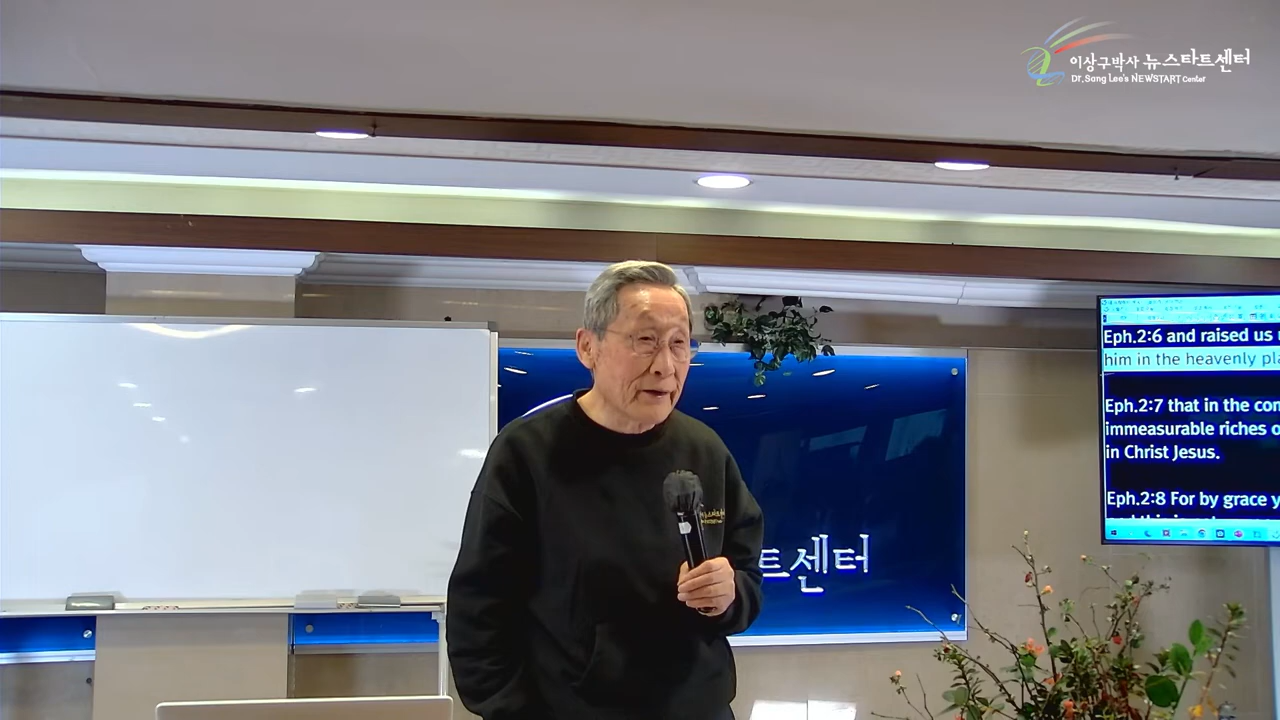 이상구박사 뉴스타트센터
Dr. Sang Lee's NEWSTART Center
Eph.2:6 and raised us
him in the heavenly pla
Eph.2:7 that in the con
immeasurable riches o
in Christ Jesus.
Eph.2:8 For by grace y
트센터